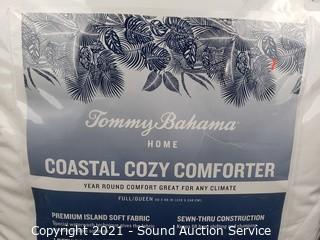 Tommy Bahama
HOME
COASTAL COZY COMFORTER
YEAR ROUND COMFORT GREAT FOR ANY CLIMATE
FULL/QUEEN
PREMIUM ISLAND SOFT FABRIC
SEWN-THRU CONSTRUCTION
Copyright 2021 - Sound Auction Service